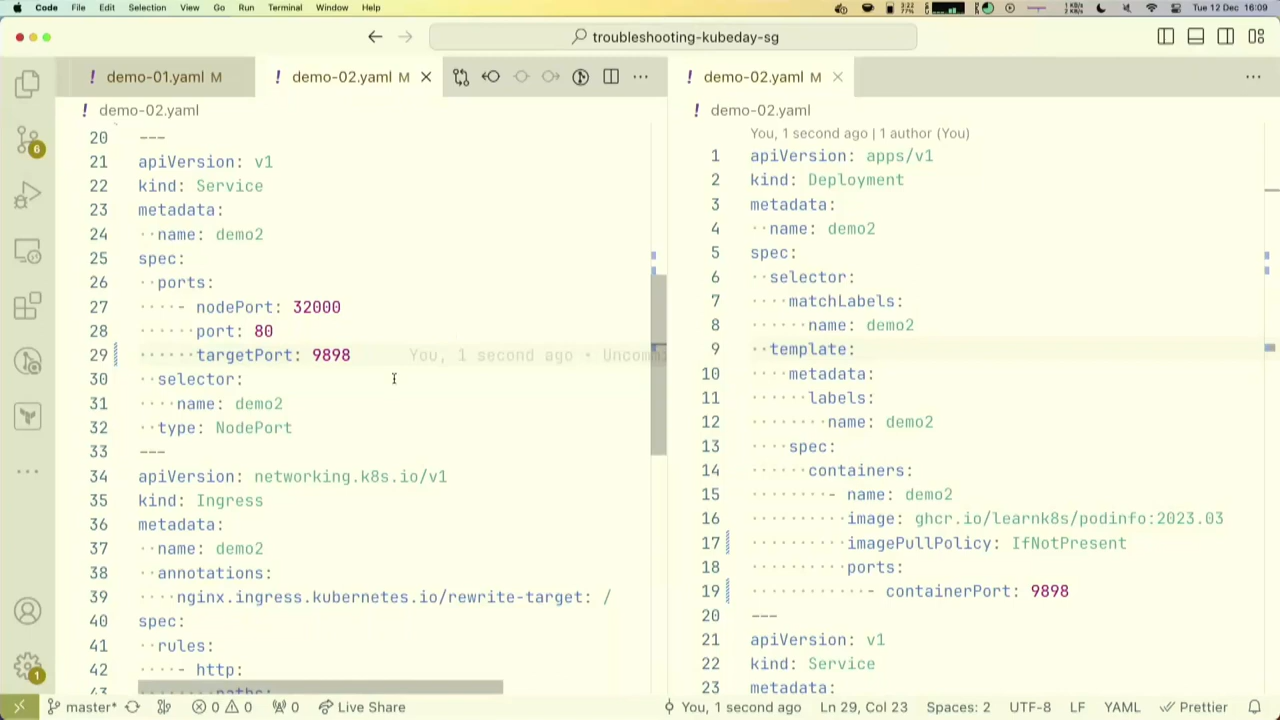 Code File Edit Selection View Go Run Terminal Window Help Tue 12 Dec 16:09
troubleshooting-kubeday-sg
demo-01.yaml M
demo-02.yaml M
demo-02.yaml
20 ---
21 apiVersion: v1
22 kind: Service
23 metadata:
24 ··name: demo2
25 spec:
26 ··ports:
27 ····- nodePort: 32000
28 ······port: 80
29 ······targetPort: 9898 You, 1 second ago •
30 ··selector:
31 ····name: demo2
32 ··type: NodePort
33 ---
34 apiVersion: networking.k8s.io/v1
35 kind: Ingress
36 metadata:
37 ··name: demo2
38 ··annotations:
39 ····nginx.ingress.kubernetes.io/rewrite-target: /
40 spec:
41 ··rules:
42 ····- http:
43 ········paths:
demo-02.yaml M
demo-02.yaml
You, 1 second ago | 1 author (You)
1 apiVersion: apps/v1
2 kind: Deployment
3 metadata:
4 ··name: demo2
5 spec:
6 ··selector:
7 ····matchLabels:
8 ······name: demo2
9 ··template:
10 ····metadata:
11 ······labels:
12 ········name: demo2
13 ····spec:
14 ······containers:
15 ········- name: demo2
16 ··········image: ghcr.io/learnk8s/podinfo:2023.03
17 ··········imagePullPolicy: IfNotPresent
18 ··········ports:
19 ············- containerPort: 9898
20 ---
21 apiVersion: v1
22 kind: Service
23 metadata:
6
1
master* 0 0 0 Live Share You, 1 second ago Ln 29, Col 23 Spaces: 2 UTF-8 LF YAML Prettier